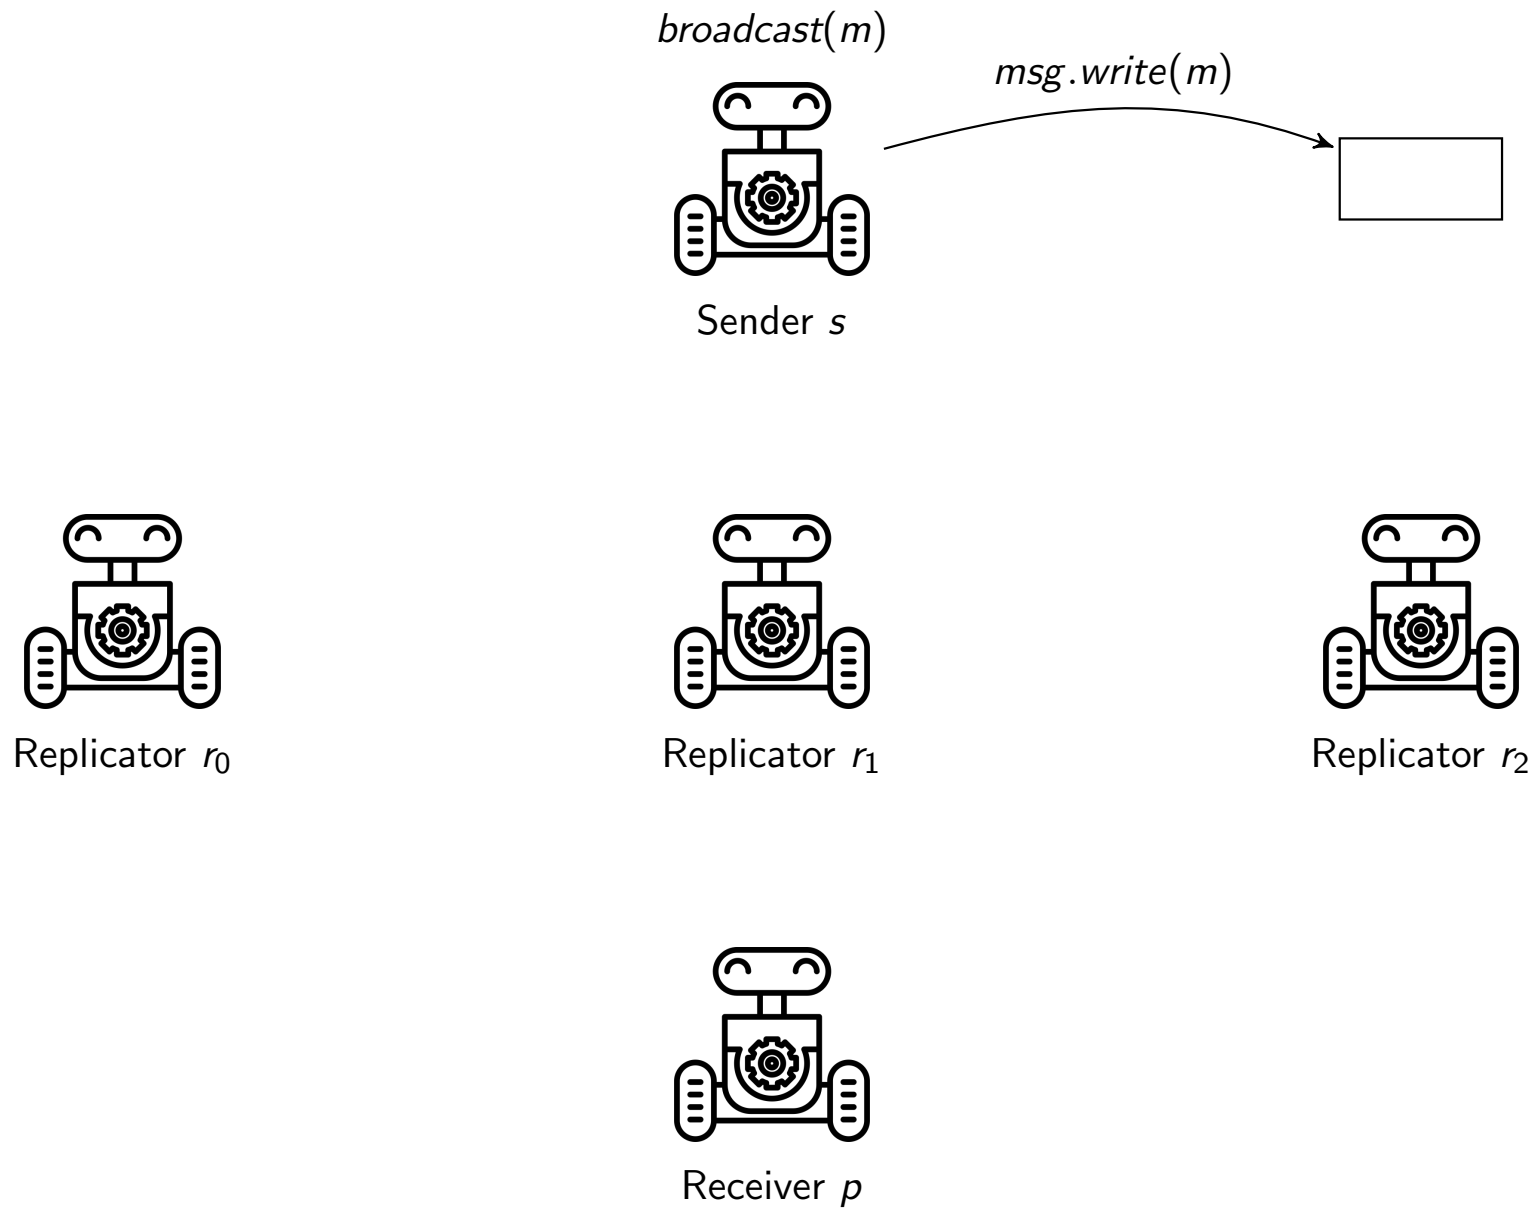 broadcast(m)
msg.write(m)
Sender s
Replicator r₀
Replicator r₁
Replicator r₂
Receiver p